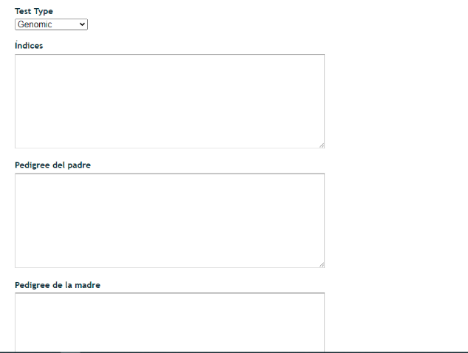 Test Type
Genomic
Índices
Pedigree del padre
Pedigree de la madre